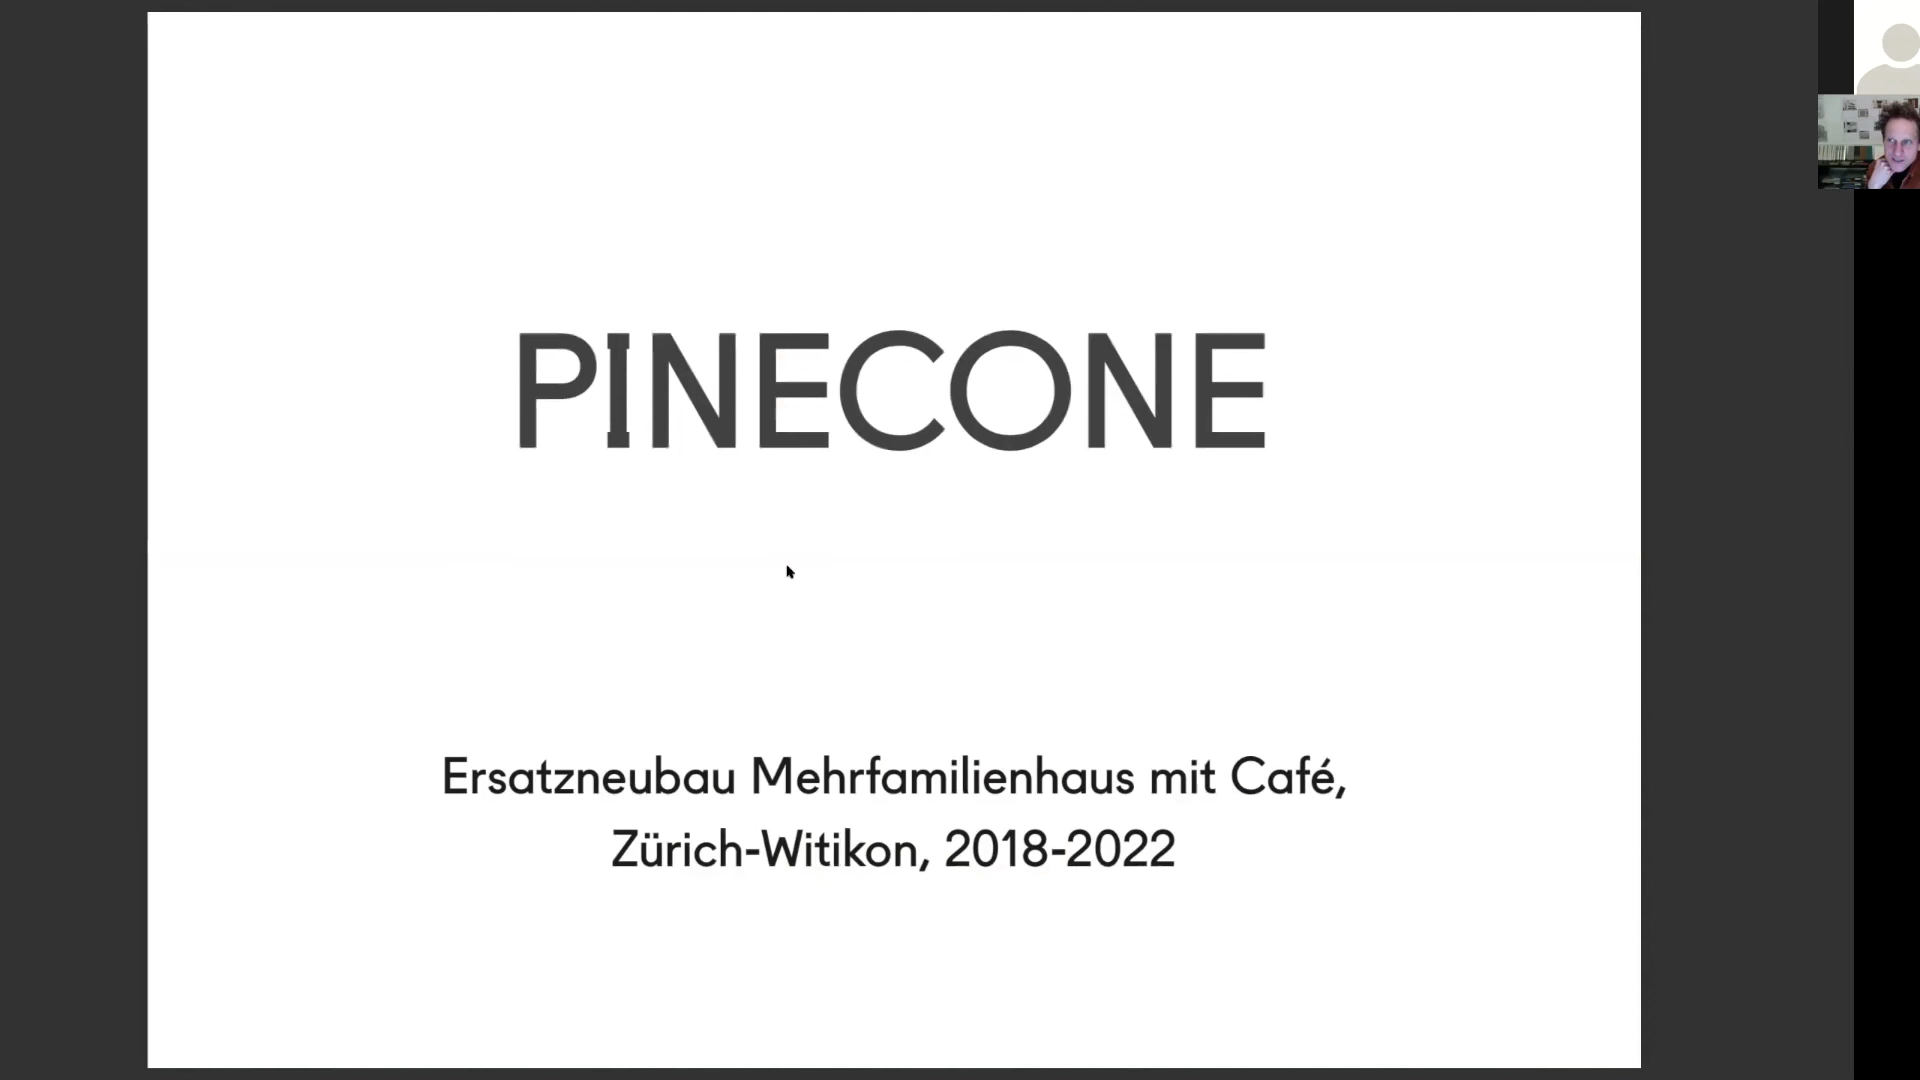 PINECONE
Ersatzneubau Mehrfamilienhaus mit Café,
Zürich-Witikon, 2018-2022